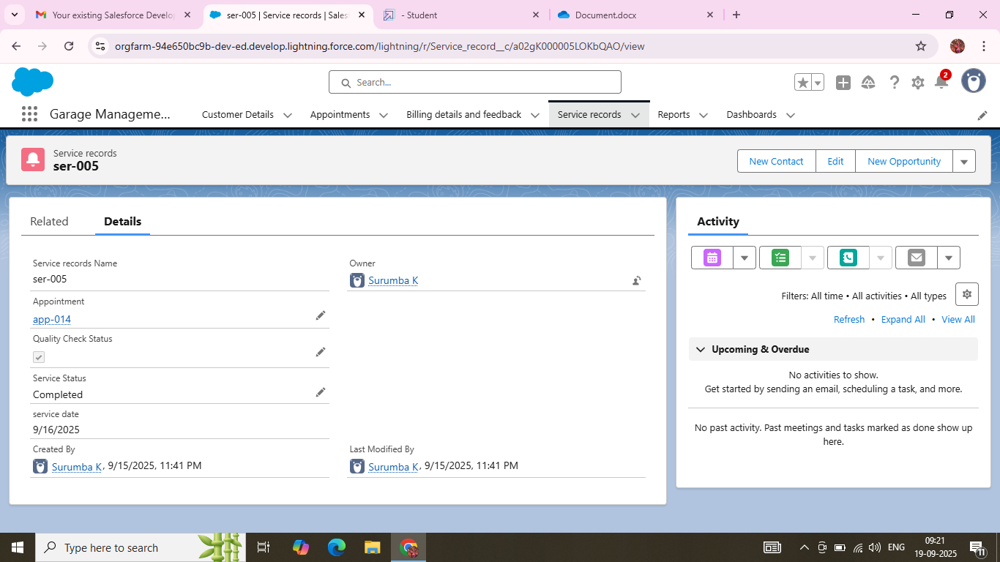 Your existing Salesforce Develo
ser-005 | Service records | Sales
- Student
Document.docx
orgfarm-94e650bc9b-dev-ed.develop.lightning.force.com/lightning/r/Service_record__c/a02gK000005LOKbQAO/view
Search...
2
Garage Manageme...
Customer Details
Appointments
Billing details and feedback
Service records
Reports
Dashboards
Service records
ser-005
New Contact
Edit
New Opportunity
Related
Details
Service records Name
ser-005
Owner
Surumba K
Appointment
app-014
Quality Check Status
Service Status
Completed
service date
9/16/2025
Created By
Surumba K, 9/15/2025, 11:41 PM
Last Modified By
Surumba K, 9/15/2025, 11:41 PM
Activity
Filters: All time • All activities • All types
Refresh • Expand All • View All
Upcoming & Overdue
No activities to show.
Get started by sending an email, scheduling a task, and more.
No past activity. Past meetings and tasks marked as done show up
here.
Type here to search
ENG
09:21
19-09-2025
11